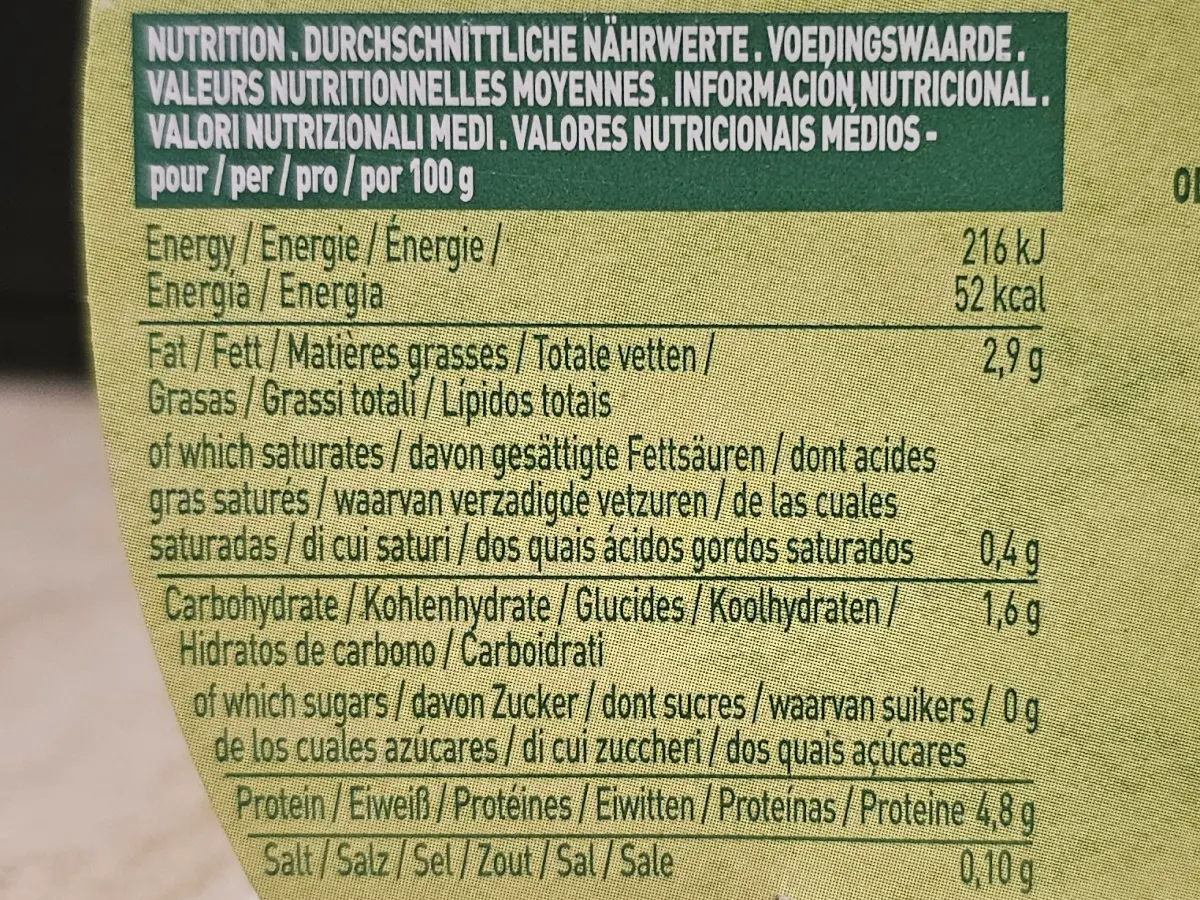 NUTRITION . DURCHSCHNITTLICHE NÄHRWERTE . VOEDINGSWAARDE .
VALEURS NUTRITIONNELLES MOYENNES . INFORMACIÓN NUTRICIONAL .
VALORI NUTRIZIONALI MEDI . VALORES NUTRICIONAIS MÉDIOS -
pour / per / pro / por 100 g
Energy / Energie / Énergie / 216 kJ
Energía / Energia 52 kcal
Fat / Fett / Matières grasses / Totale vetten / 2,9 g
Grasas / Grassi totali / Lípidos totais
of which saturates / davon gesättigte Fettsäuren / dont acides
gras saturés / waarvan verzadigde vetzuren / de las cuales
saturadas / di cui saturi / dos quais ácidos gordos saturados 0,4 g
Carbohydrate / Kohlenhydrate / Glucides / Koolhydraten / 1,6 g
Hidratos de carbono / Carboidrati
of which sugars / davon Zucker / dont sucres / waarvan suikers / 0 g
de los cuales azúcares / di cui zuccheri / dos quais açúcares
Protein / Eiweiß / Protéines / Eiwitten / Proteínas / Proteine 4,8 g
Salt / Salz / Sel / Zout / Sal / Sale 0,10 g